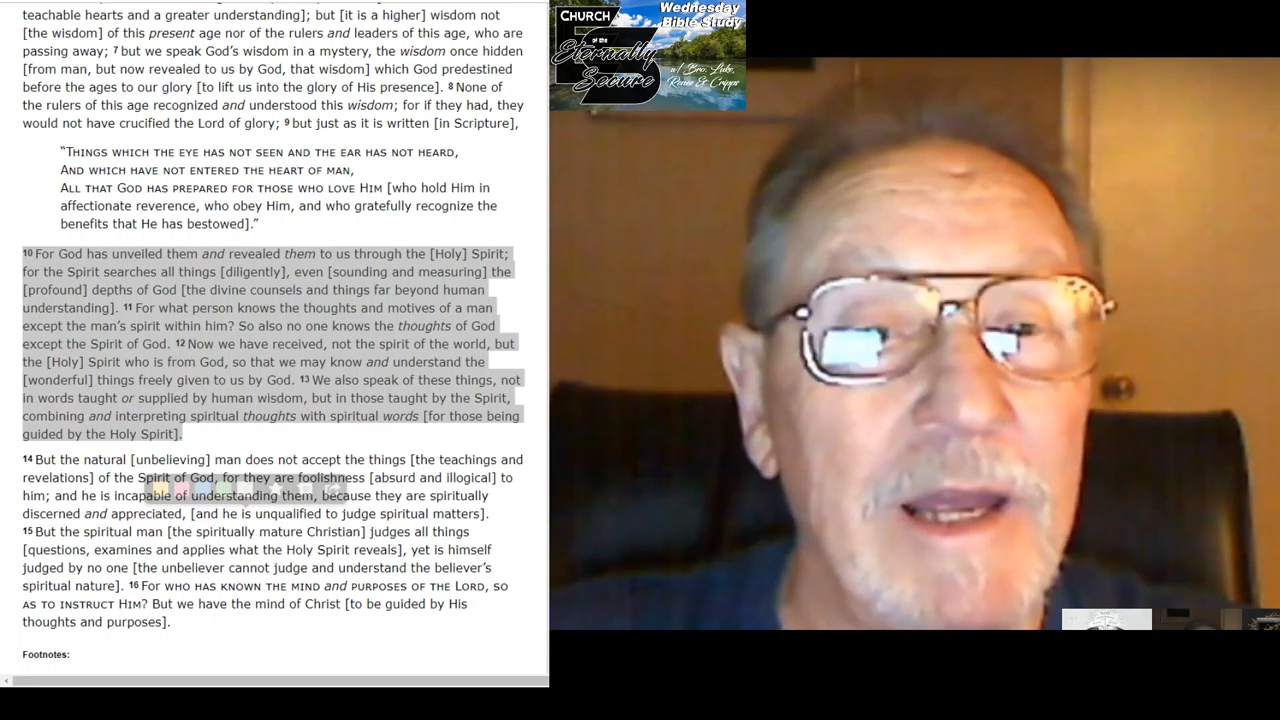 teachable hearts and a greater understanding]; but [it is a higher] wisdom not
[the wisdom] of this present age nor of the rulers and leaders of this age, who are
passing away; 7 but we speak God’s wisdom in a mystery, the wisdom once hidden
[from man, but now revealed to us by God, that wisdom] which God predestined
before the ages to our glory [to lift us into the glory of His presence]. 8 None of
the rulers of this age recognized and understood this wisdom; for if they had, they
would not have crucified the Lord of glory; 9 but just as it is written [in Scripture],
“THINGS WHICH THE EYE HAS NOT SEEN AND THE EAR HAS NOT HEARD,
AND WHICH HAVE NOT ENTERED THE HEART OF MAN,
ALL THAT GOD HAS PREPARED FOR THOSE WHO LOVE HIM [who hold Him in
affectionate reverence, who obey Him, and who gratefully recognize the
benefits that He has bestowed].”
10 For God has unveiled them and revealed them to us through the [Holy] Spirit;
for the Spirit searches all things [diligently], even [sounding and measuring] the
[profound] depths of God [the divine counsels and things far beyond human
understanding]. 11 For what person knows the thoughts and motives of a man
except the man’s spirit within him? So also no one knows the thoughts of God
except the Spirit of God. 12 Now we have received, not the spirit of the world, but
the [Holy] Spirit who is from God, so that we may know and understand the
[wonderful] things freely given to us by God. 13 We also speak of these things, not
in words taught or supplied by human wisdom, but in those taught by the Spirit,
combining and interpreting spiritual thoughts with spiritual words [for those being
guided by the Holy Spirit].
14 But the natural [unbelieving] man does not accept the things [the teachings and
revelations] of the Spirit of God, for they are foolishness [absurd and illogical] to
him; and he is incapable of understanding them, because they are spiritually
discerned and appreciated, [and he is unqualified to judge spiritual matters].
15 But the spiritual man [the spiritually mature Christian] judges all things
[questions, examines and applies what the Holy Spirit reveals], yet is himself
judged by no one [the unbeliever cannot judge and understand the believer’s
spiritual nature]. 16 For WHO HAS KNOWN THE MIND and PURPOSES OF THE LORD, SO
AS TO INSTRUCT HIM? But we have the mind of Christ [to be guided by His
thoughts and purposes].
Footnotes:
CHURCH
of the
Eternally
Secure
Wednesday
Bible Study
w/ Bro. Luke,
Renee & Cripps